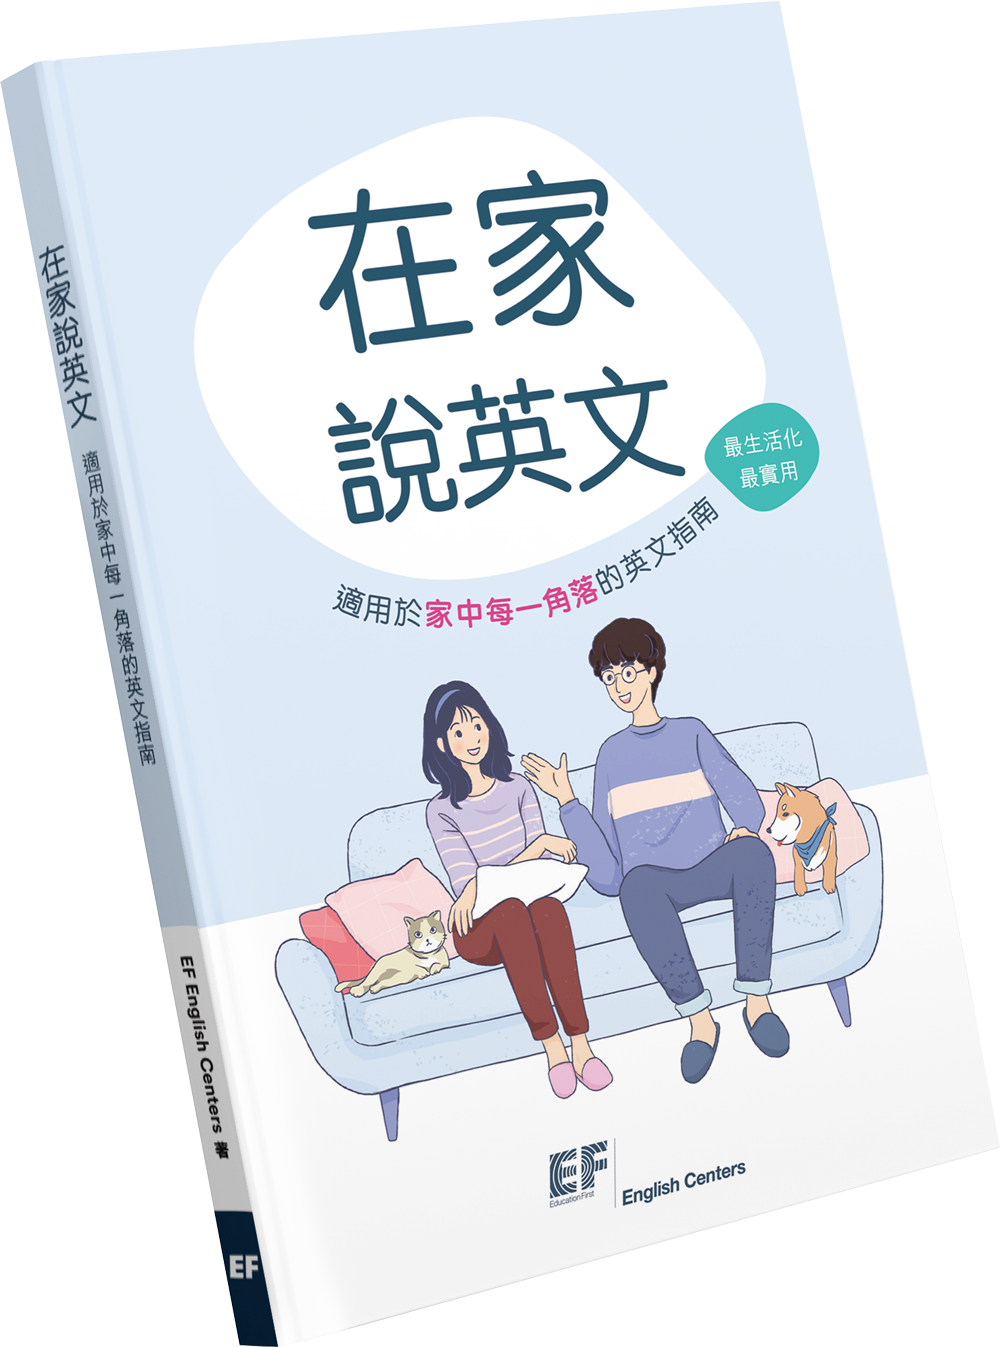 在家
說英文
最生活化
最實用
適用於家中每一角落的英文指南
EF
Education First
English Centers
在家說英文
適用於家中每一角落的英文指南
EF English Centers 著
EF